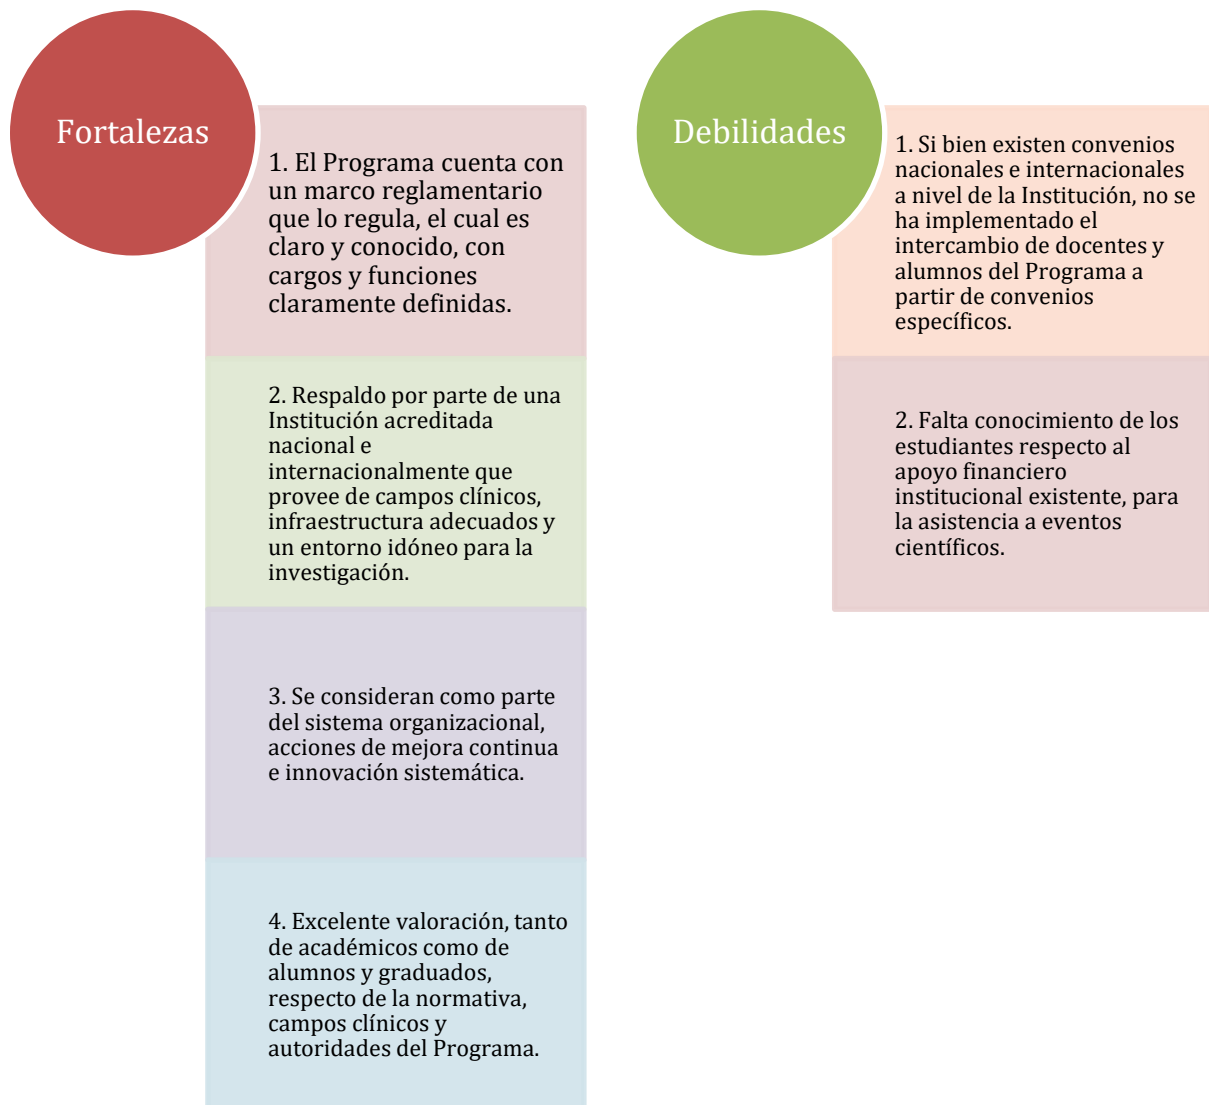 Fortalezas
1. El Programa cuenta con
un marco reglamentario
que lo regula, el cual es
claro y conocido, con
cargos y funciones
claramente definidas.
2. Respaldo por parte de una
Institución acreditada
nacional e
internacionalmente que
provee de campos clínicos,
infraestructura adecuados y
un entorno idóneo para la
investigación.
3. Se consideran como parte
del sistema organizacional,
acciones de mejora continua
e innovación sistemática.
4. Excelente valoración, tanto
de académicos como de
alumnos y graduados,
respecto de la normativa,
campos clínicos y
autoridades del Programa.
Debilidades
1. Si bien existen convenios
nacionales e internacionales
a nivel de la Institución, no se
ha implementado el
intercambio de docentes y
alumnos del Programa a
partir de convenios
específicos.
2. Falta conocimiento de los
estudiantes respecto al
apoyo financiero
institucional existente, para
la asistencia a eventos
científicos.